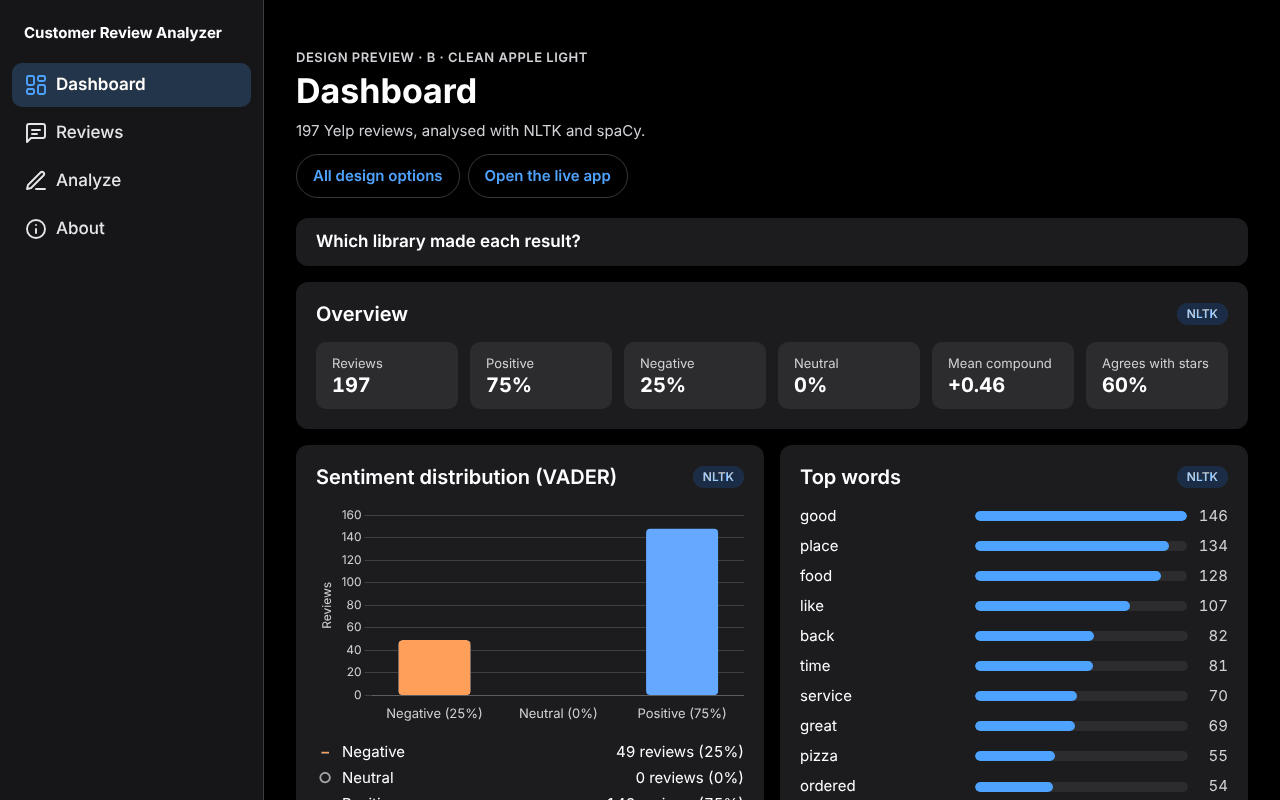 Customer Review Analyzer
Dashboard
Reviews
Analyze
About
DESIGN PREVIEW · B · CLEAN APPLE LIGHT
Dashboard
197 Yelp reviews, analysed with NLTK and spaCy.
All design options
Open the live app
Which library made each result?
Overview
NLTK
Reviews
197
Positive
75%
Negative
25%
Neutral
0%
Mean compound
+0.46
Agrees with stars
60%
Sentiment distribution (VADER)
NLTK
160
140
120
100
80
60
40
20
0
Reviews
Negative (25%)
Neutral (0%)
Positive (75%)
Negative 49 reviews (25%)
Neutral 0 reviews (0%)
Top words
NLTK
good 146
place 134
food 128
like 107
back 82
time 81
service 70
great 69
pizza 55
ordered 54